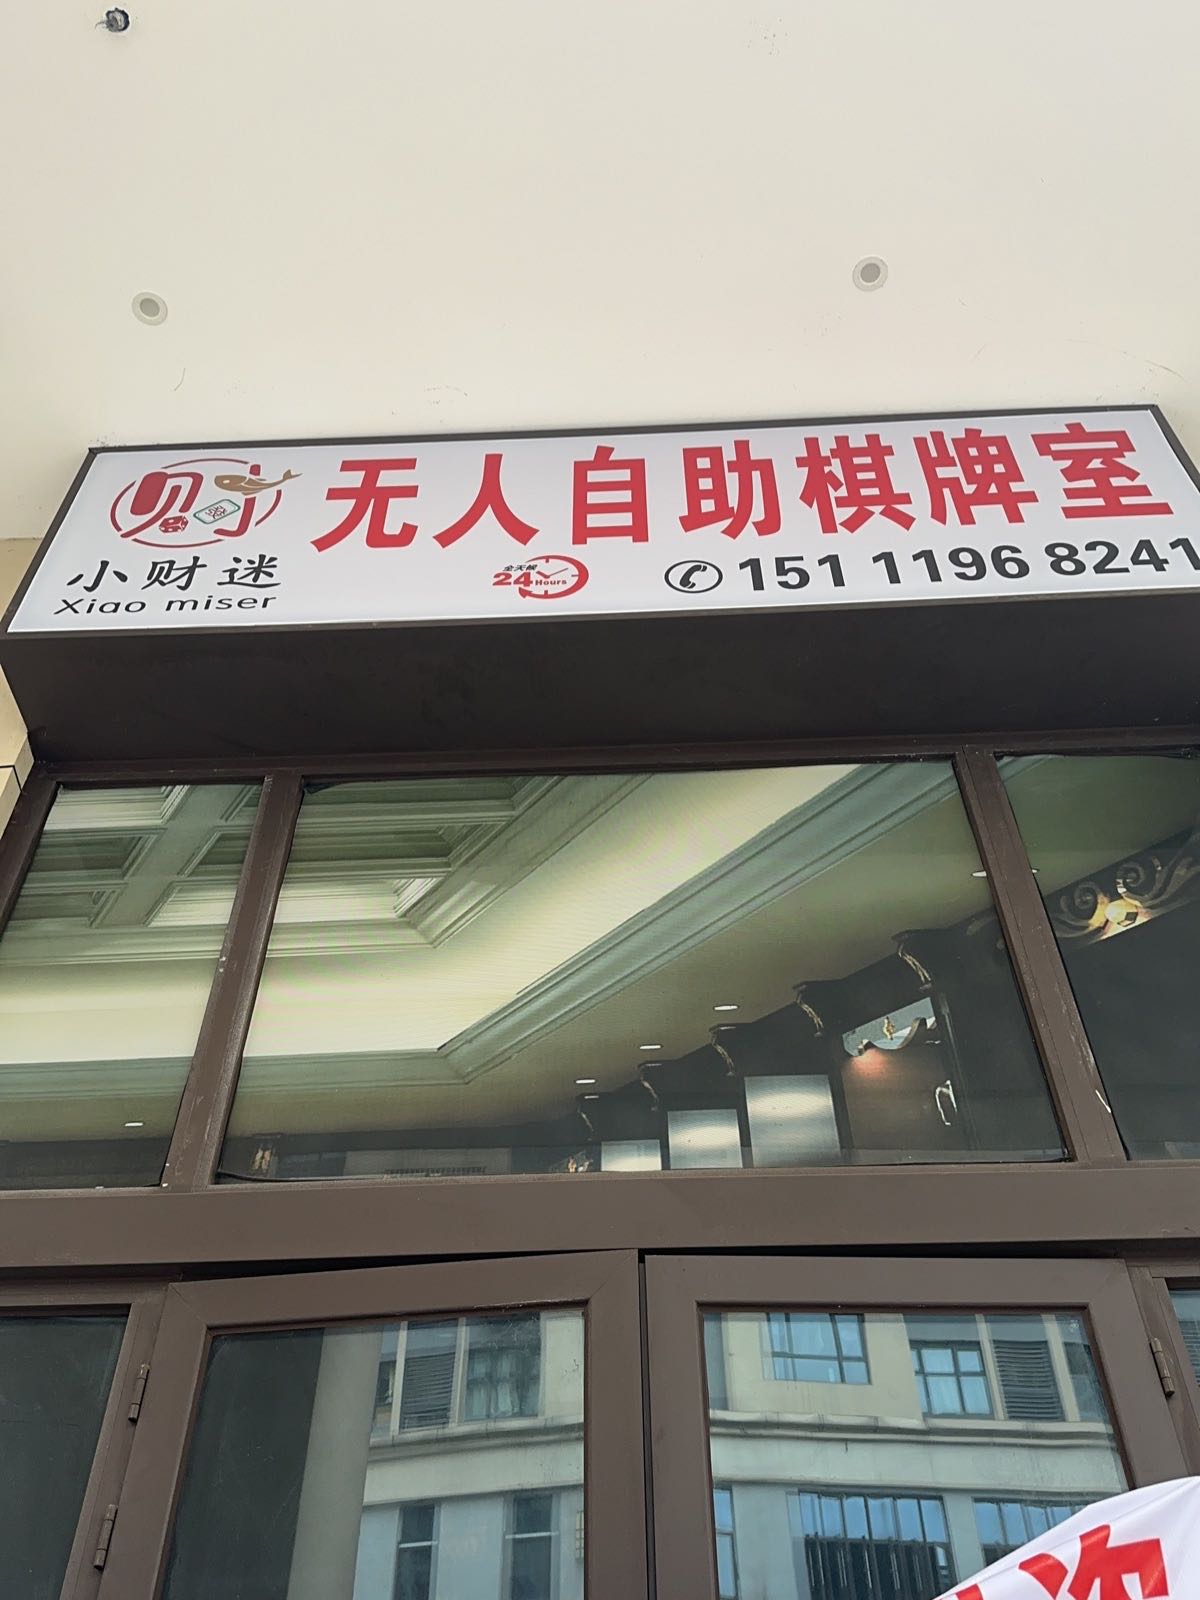 无人自助棋牌室
小财迷
Xiao miser
全天候
24 Hours
151 1196 8241